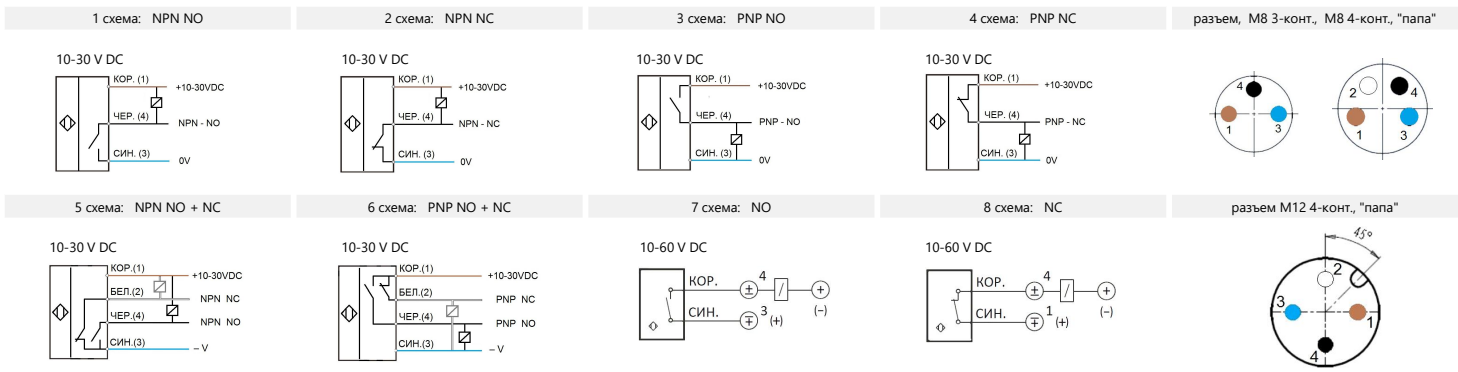 1 схема: NPN NO
2 схема: NPN NC
3 схема: PNP NO
4 схема: PNP NC
разъем, М8 3-конт., М8 4-конт., "папа"
10-30 V DC
КОР. (1)
+10-30VDC
ЧЕР. (4)
NPN - NO
СИН. (3)
0V
10-30 V DC
КОР. (1)
+10-30VDC
ЧЕР. (4)
NPN - NC
СИН. (3)
0V
10-30 V DC
КОР. (1)
+10-30VDC
ЧЕР. (4)
PNP - NO
СИН. (3)
0V
10-30 V DC
КОР. (1)
+10-30VDC
ЧЕР. (4)
PNP - NC
СИН. (3)
0V
4
1
3
2
4
1
3
5 схема: NPN NO + NC
6 схема: PNP NO + NC
7 схема: NO
8 схема: NC
разъем М12 4-конт., "папа"
10-30 V DC
КОР.(1)
+10-30VDC
БЕЛ.(2)
NPN NC
ЧЕР.(4)
NPN NO
СИН.(3)
– V
10-30 V DC
КОР.(1)
+10-30VDC
БЕЛ.(2)
PNP NC
ЧЕР.(4)
PNP NO
СИН.(3)
– V
10-60 V DC
КОР.
4
±
+
(–)
СИН.
∓
3
(+)
10-60 V DC
КОР.
4
±
+
(–)
СИН.
∓
1
(+)
45°
2
3
1
4